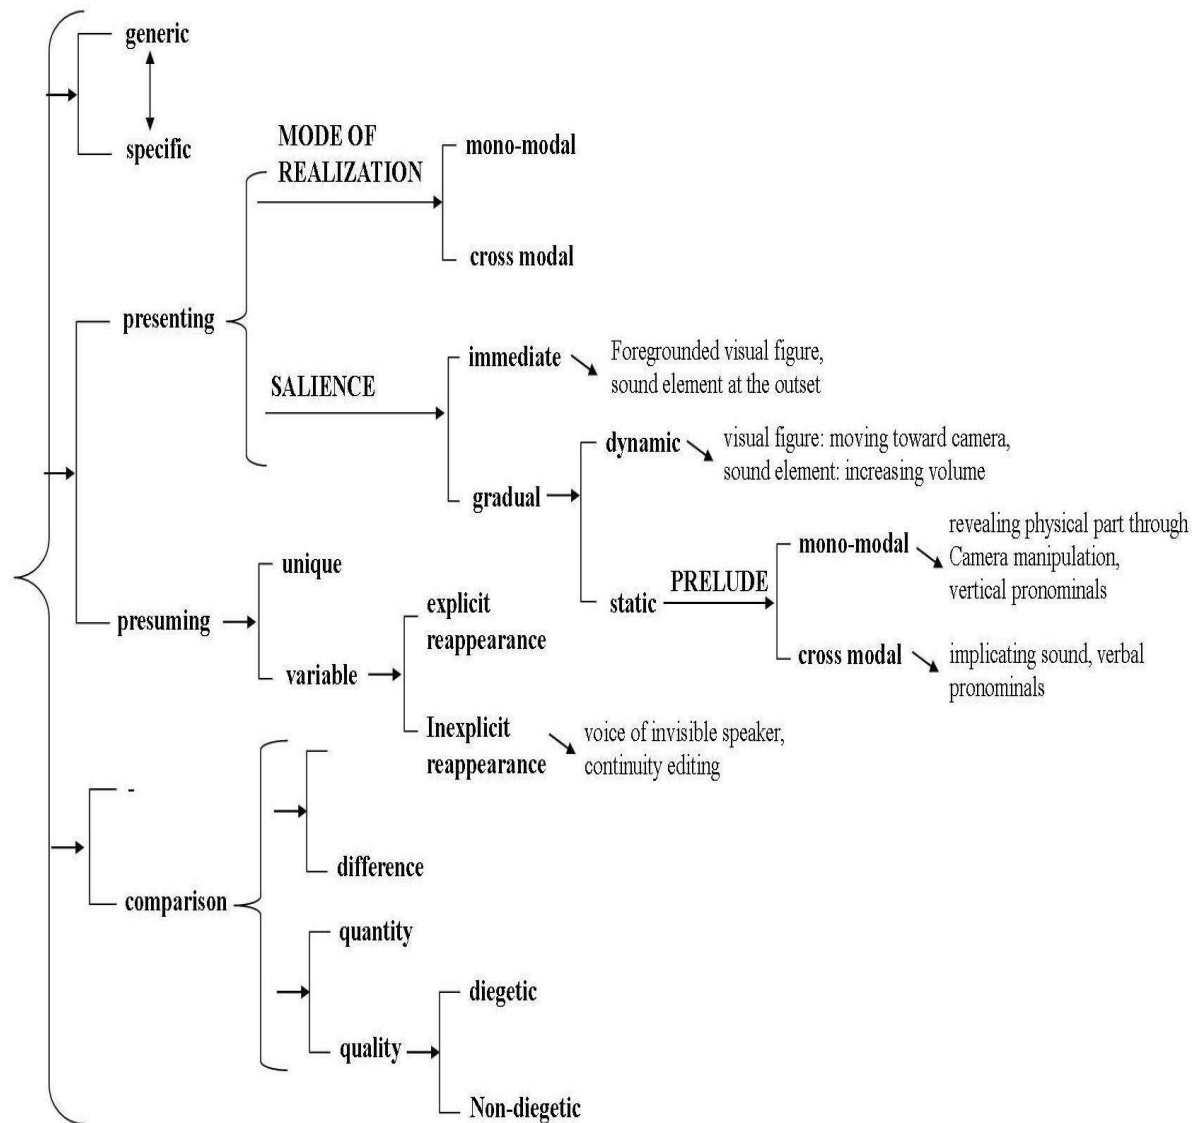 generic
specific
MODE OF
REALIZATION
mono-modal
cross modal
presenting
SALIENCE
immediate
Foregrounded visual figure,
sound element at the outset
dynamic
visual figure: moving toward camera,
sound element: increasing volume
gradual
static
PRELUDE
mono-modal
revealing physical part through
Camera manipulation,
vertical pronominals
cross modal
implicating sound, verbal
pronominals
presuming
unique
variable
explicit
reappearance
Inexplicit
reappearance
voice of invisible speaker,
continuity editing
-
comparison
difference
quantity
quality
diegetic
Non-diegetic